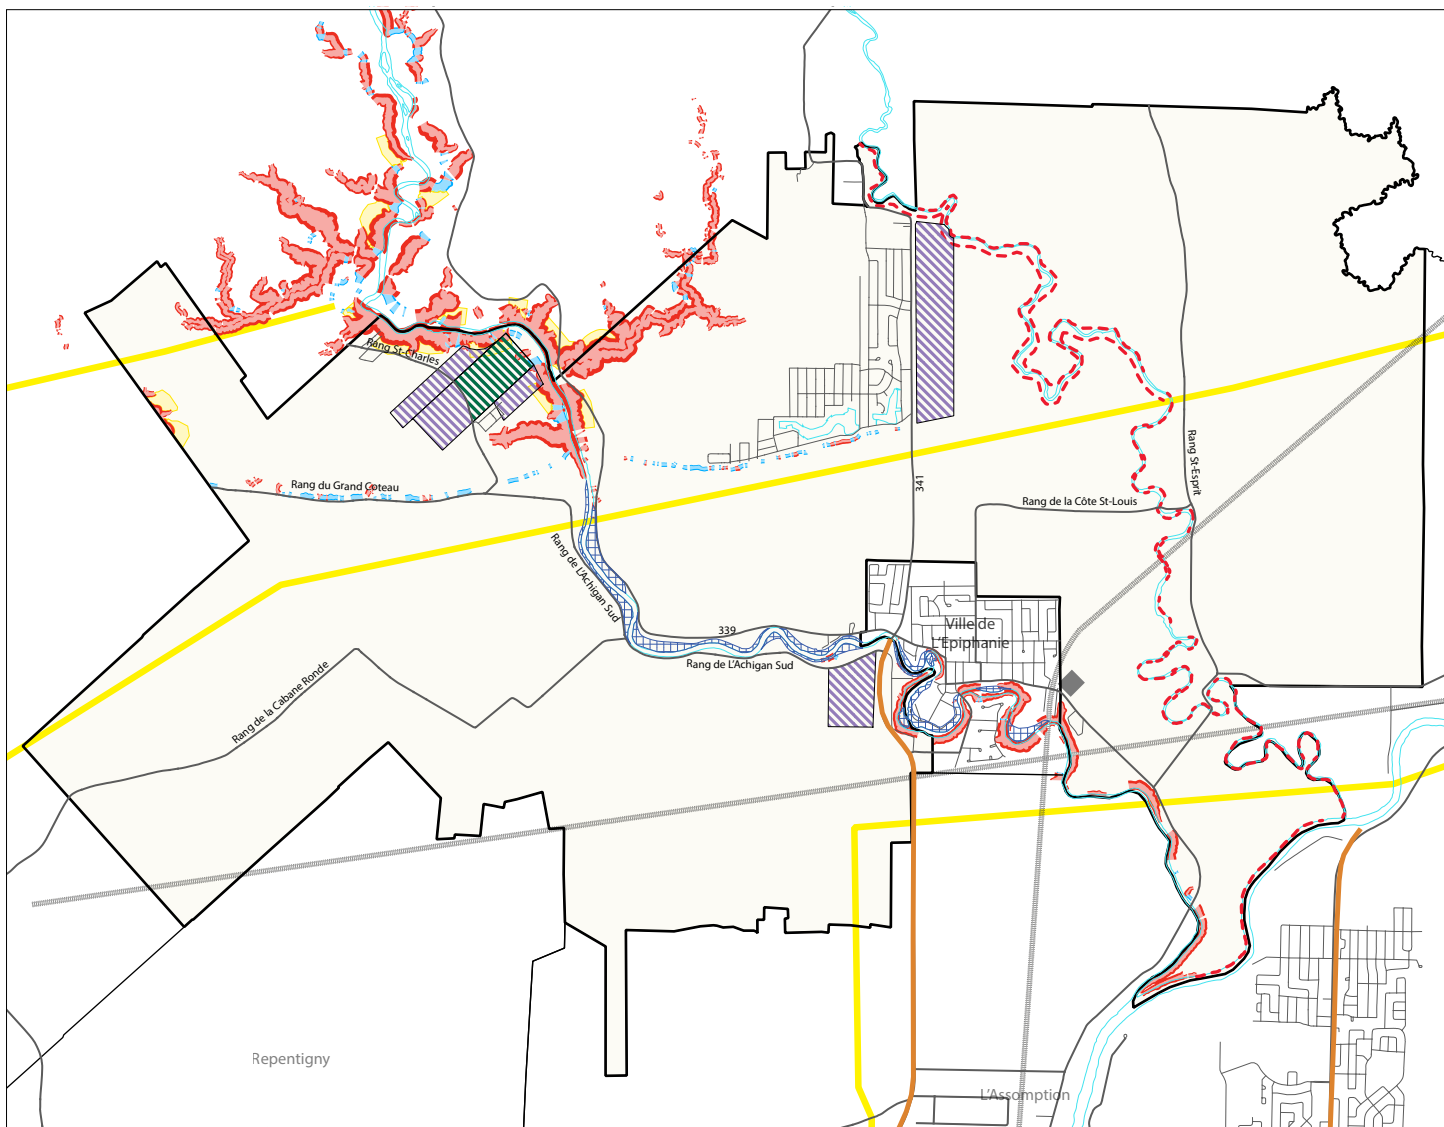 Rang St-Charles
Rang du Grand Coteau
341
Rang St-Esprit
Rang de la Côte St-Louis
Rang de L'Achigan Sud
339
Ville de
L'Épiphanie
Rang de L'Achigan Sud
Rang de la Cabane Ronde
Repentigny
L'Assomption